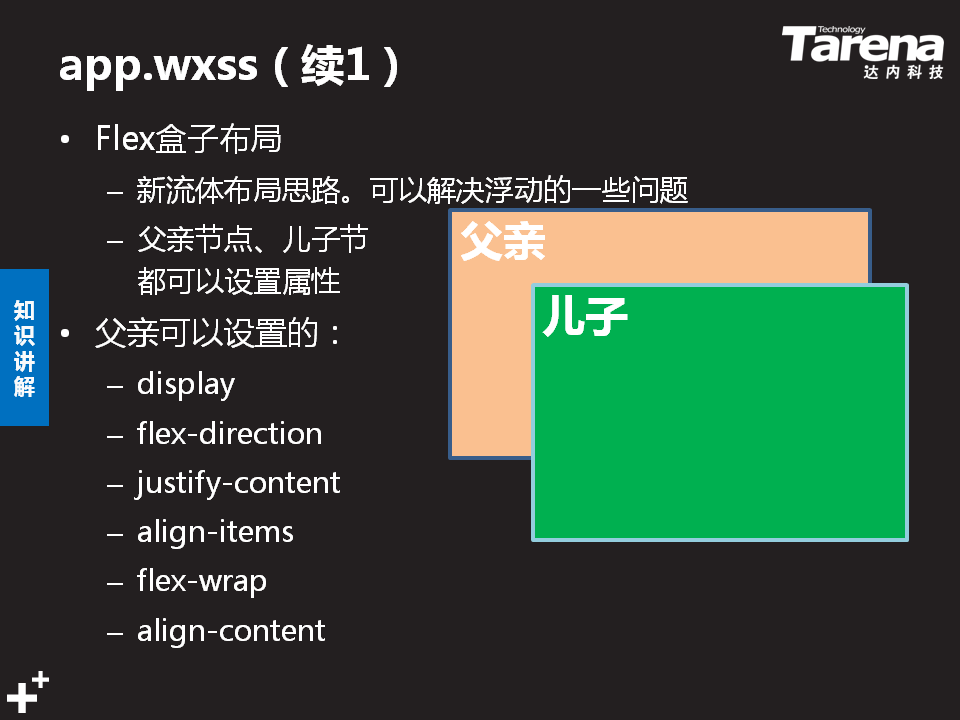 app.wxss（续1）
Technology
Tarena
达内科技
• Flex盒子布局
– 新流体布局思路。可以解决浮动的一些问题
– 父亲节点、儿子节
都可以设置属性
父亲
儿子
知识讲解
• 父亲可以设置的：
– display
– flex-direction
– justify-content
– align-items
– flex-wrap
– align-content